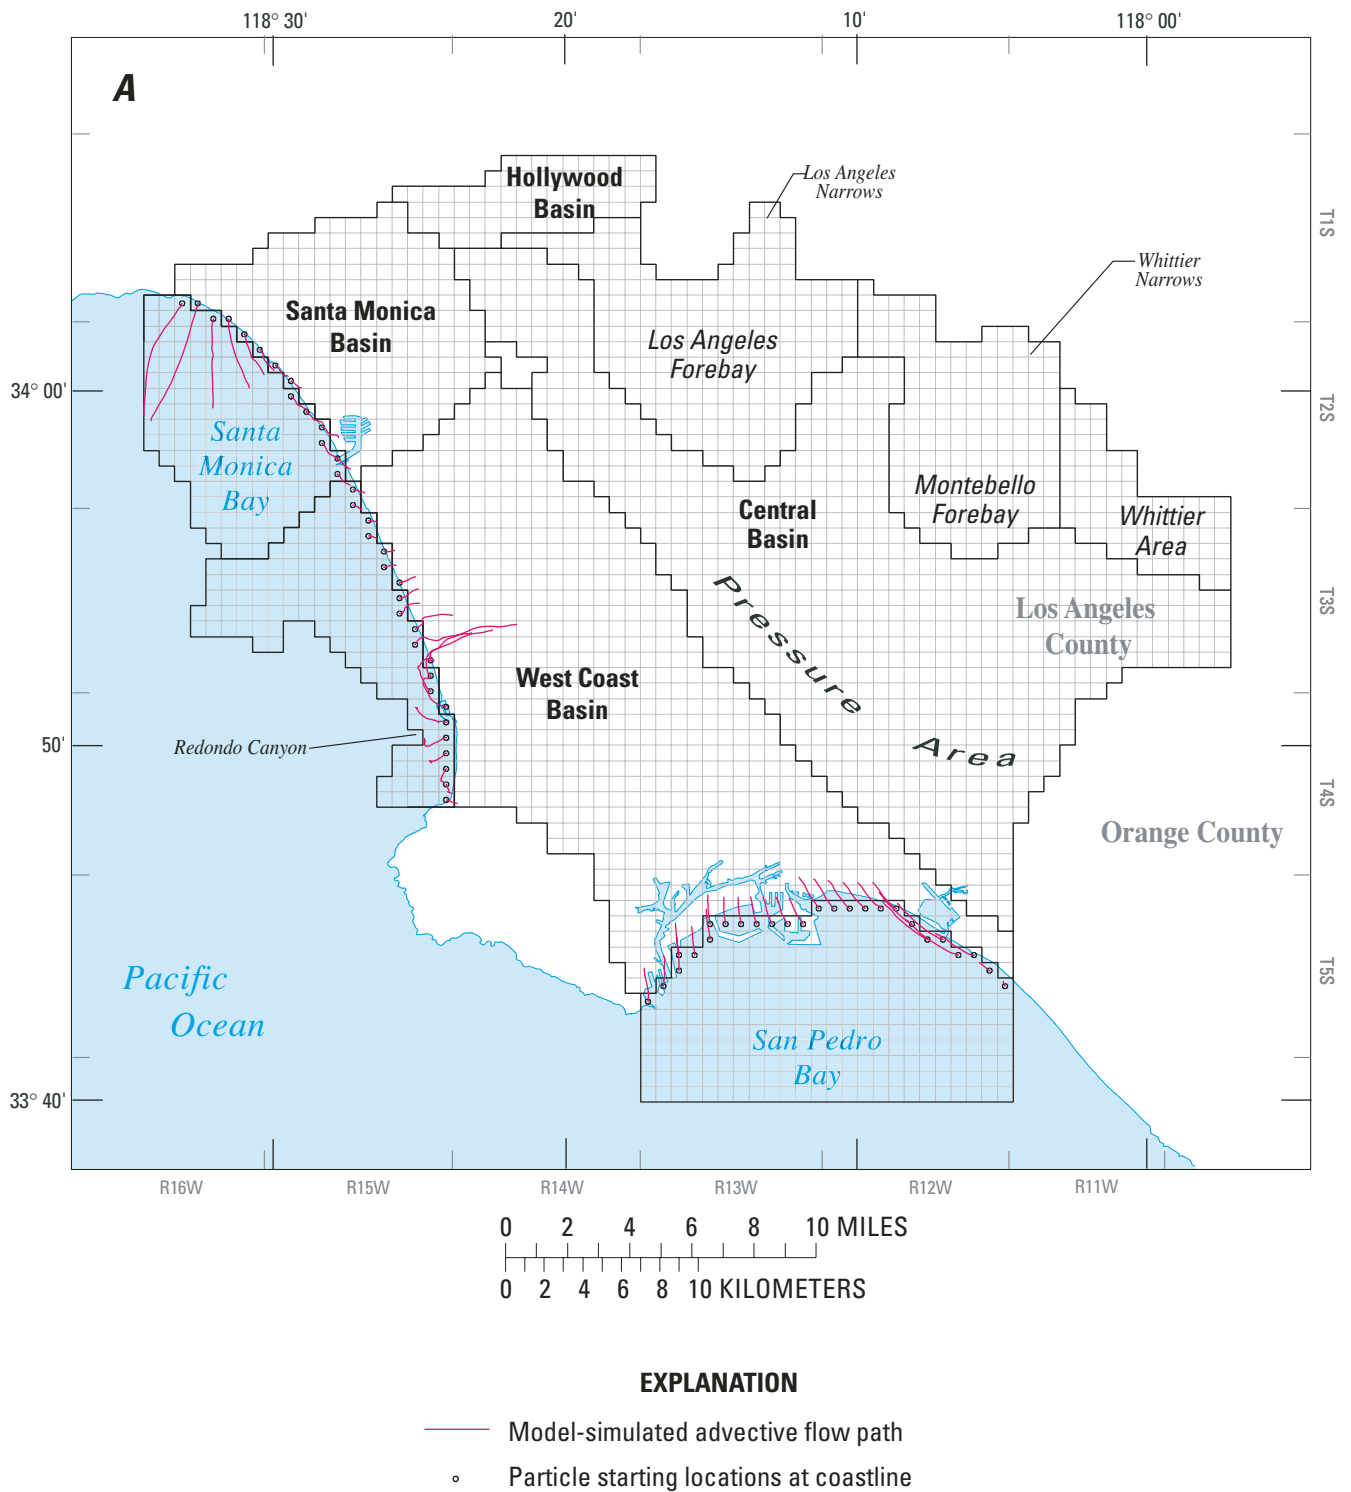 118° 30'
20'
10'
118° 00'
A
Hollywood
Basin
Los Angeles
Narrows
T1S
Whittier
Narrows
Santa Monica
Basin
Los Angeles
Forebay
34° 00'
T2S
Santa
Monica
Bay
Montebello
Forebay
Central
Basin
Whittier
Area
Pressure
Area
T3S
Los Angeles
County
West Coast
Basin
Redondo Canyon
50'
T4S
Orange County
Pacific
Ocean
T5S
San Pedro
Bay
33° 40'
R16W
R15W
R14W
R13W
R12W
R11W
0 2 4 6 8 10 MILES
0 2 4 6 8 10 KILOMETERS
EXPLANATION
Model-simulated advective flow path
Particle starting locations at coastline